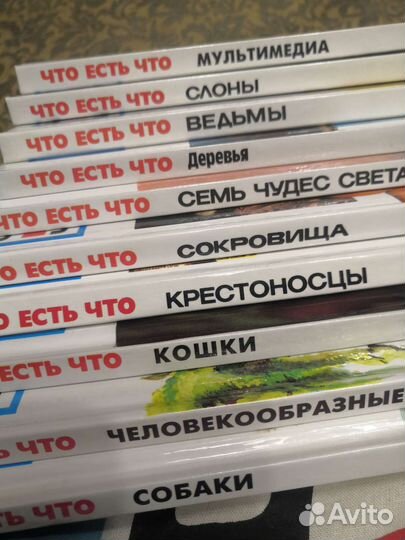 ЧТО ЕСТЬ ЧТО МУЛЬТИМЕДИА
ЧТО ЕСТЬ ЧТО СЛОНЫ
ЧТО ЕСТЬ ЧТО ВЕДЬМЫ
ЧТО ЕСТЬ ЧТО Деревья
ЧТО ЕСТЬ ЧТО СЕМЬ ЧУДЕС СВЕТА
ЧТО ЕСТЬ ЧТО СОКРОВИЩА
ЕСТЬ ЧТО КРЕСТОНОСЦЫ
ЕСТЬ ЧТО КОШКИ
ЧТО ЧЕЛОВЕКООБРАЗНЫЕ
ЧТО СОБАКИ
Avito